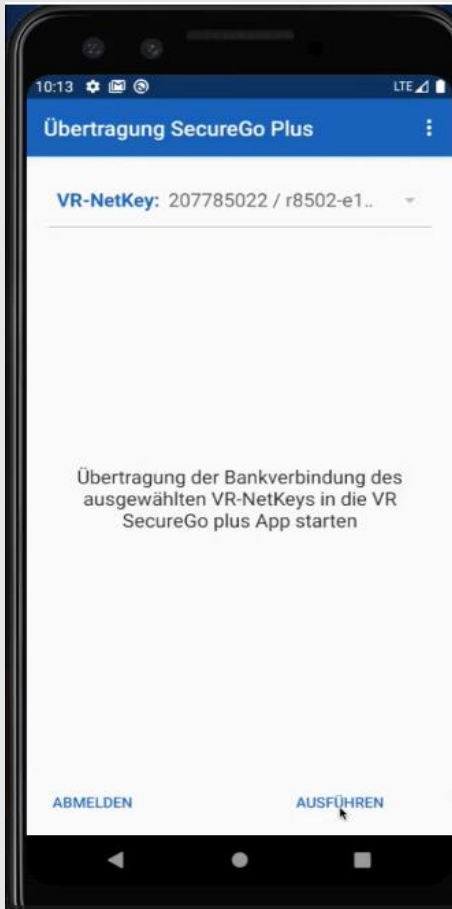 10:13
LTE
Übertragung SecureGo Plus
VR-NetKey: 207785022 / r8502-e1..
Übertragung der Bankverbindung des
ausgewählten VR-NetKeys in die VR
SecureGo plus App starten
ABMELDEN
AUSFÜHREN